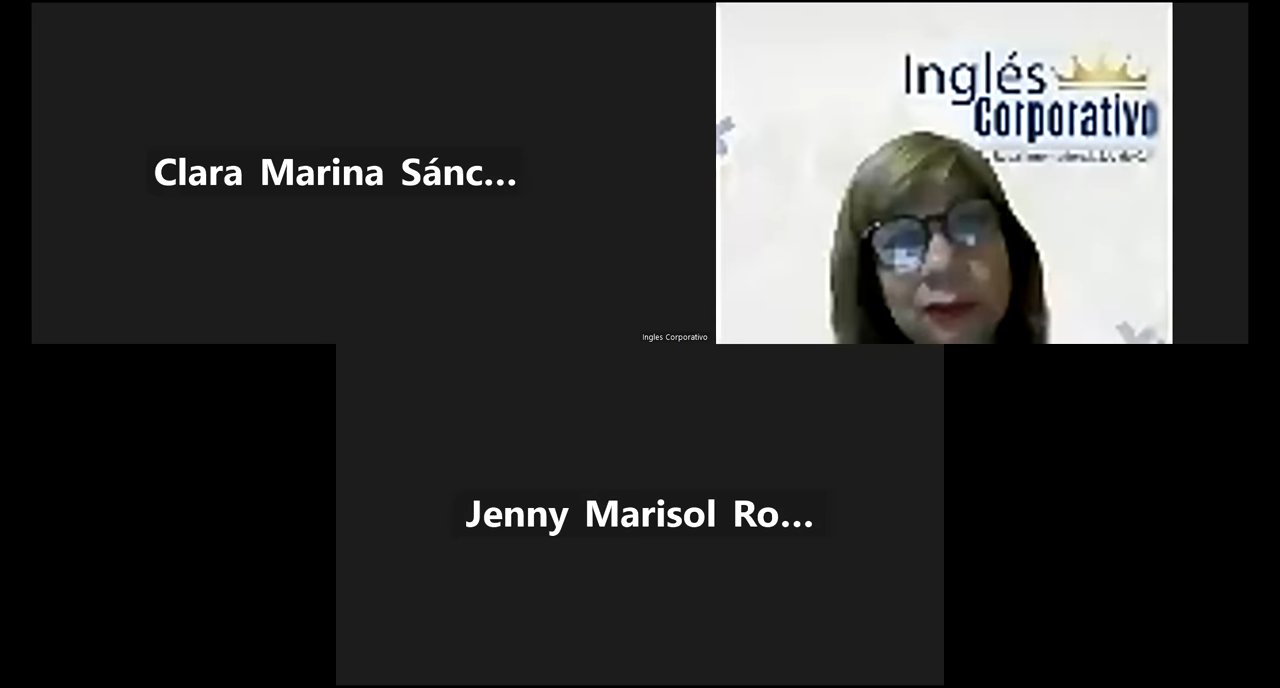 Clara Marina Sánc...
Inglés
Corporativo
Ingles Corporativo
Jenny Marisol Ro...